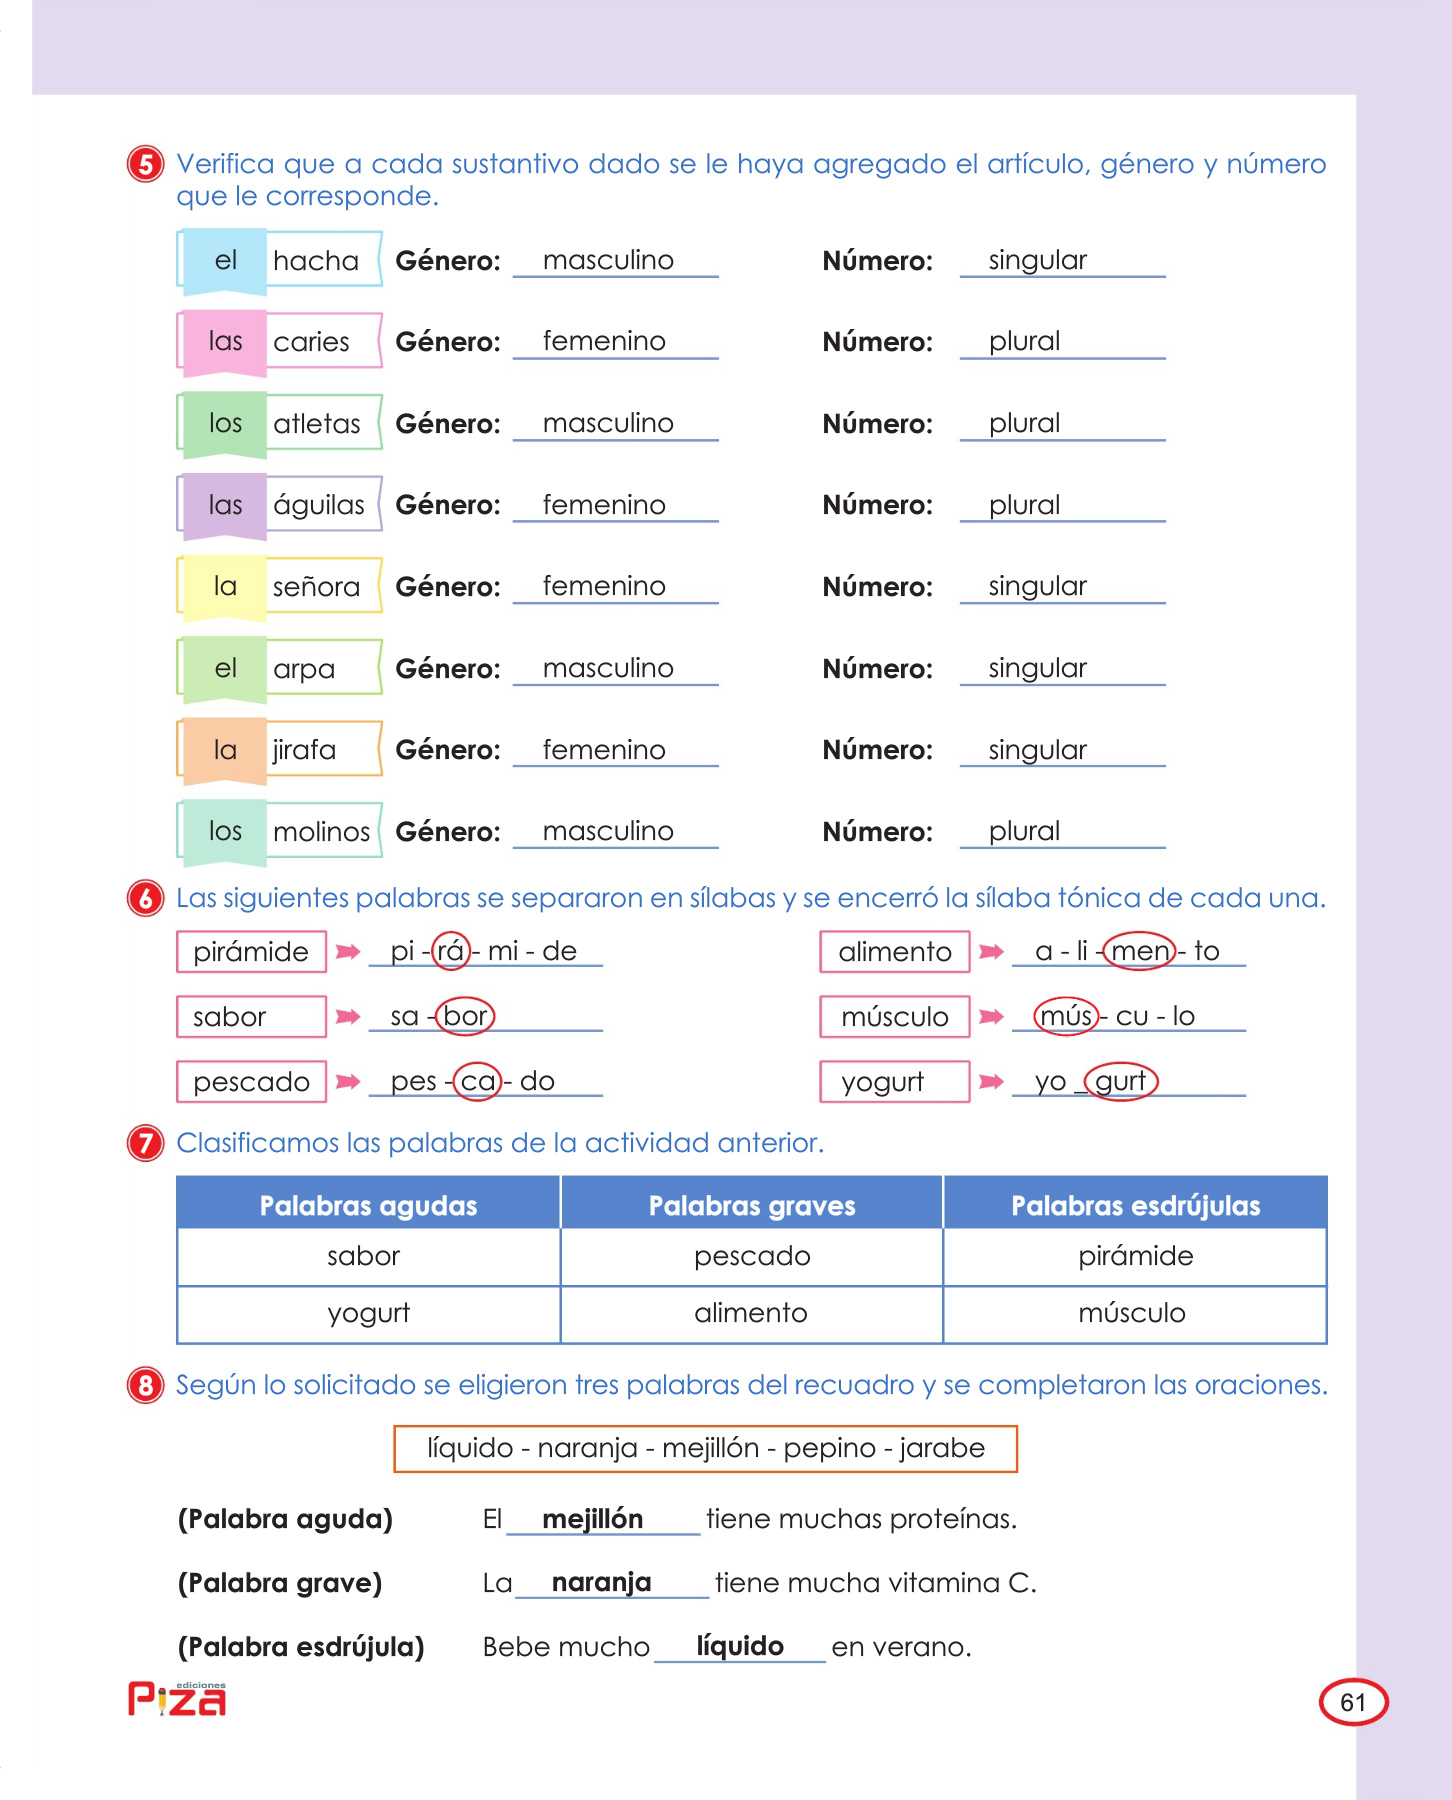 5 Verifica que a cada sustantivo dado se le haya agregado el artículo, género y número
que le corresponde.
el hacha Género: masculino Número: singular
las caries Género: femenino Número: plural
los atletas Género: masculino Número: plural
las águilas Género: femenino Número: plural
la señora Género: femenino Número: singular
el arpa Género: masculino Número: singular
la jirafa Género: femenino Número: singular
los molinos Género: masculino Número: plural
6 Las siguientes palabras se separaron en sílabas y se encerró la sílaba tónica de cada una.
pirámide pi - rá - mi - de alimento a - li - men - to
sabor sa - bor músculo mús - cu - lo
pescado pes - ca - do yogurt yo _ gurt
7 Clasificamos las palabras de la actividad anterior.
Palabras agudas Palabras graves Palabras esdrújulas
sabor pescado pirámide
yogurt alimento músculo
8 Según lo solicitado se eligieron tres palabras del recuadro y se completaron las oraciones.
líquido - naranja - mejillón - pepino - jarabe
(Palabra aguda) El mejillón tiene muchas proteínas.
(Palabra grave) La naranja tiene mucha vitamina C.
(Palabra esdrújula) Bebe mucho líquido en verano.
ediciones
Piza
61